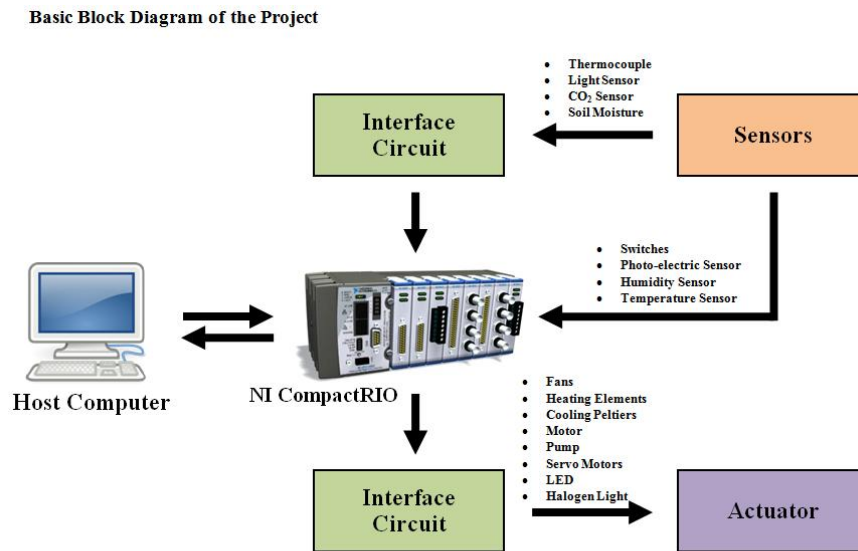 Basic Block Diagram of the Project
Thermocouple
Light Sensor
CO₂ Sensor
Soil Moisture
Interface
Circuit
Sensors
Switches
Photo-electric Sensor
Humidity Sensor
Temperature Sensor
Host Computer
NI CompactRIO
Fans
Heating Elements
Cooling Peltiers
Motor
Pump
Servo Motors
LED
Halogen Light
Interface
Circuit
Actuator